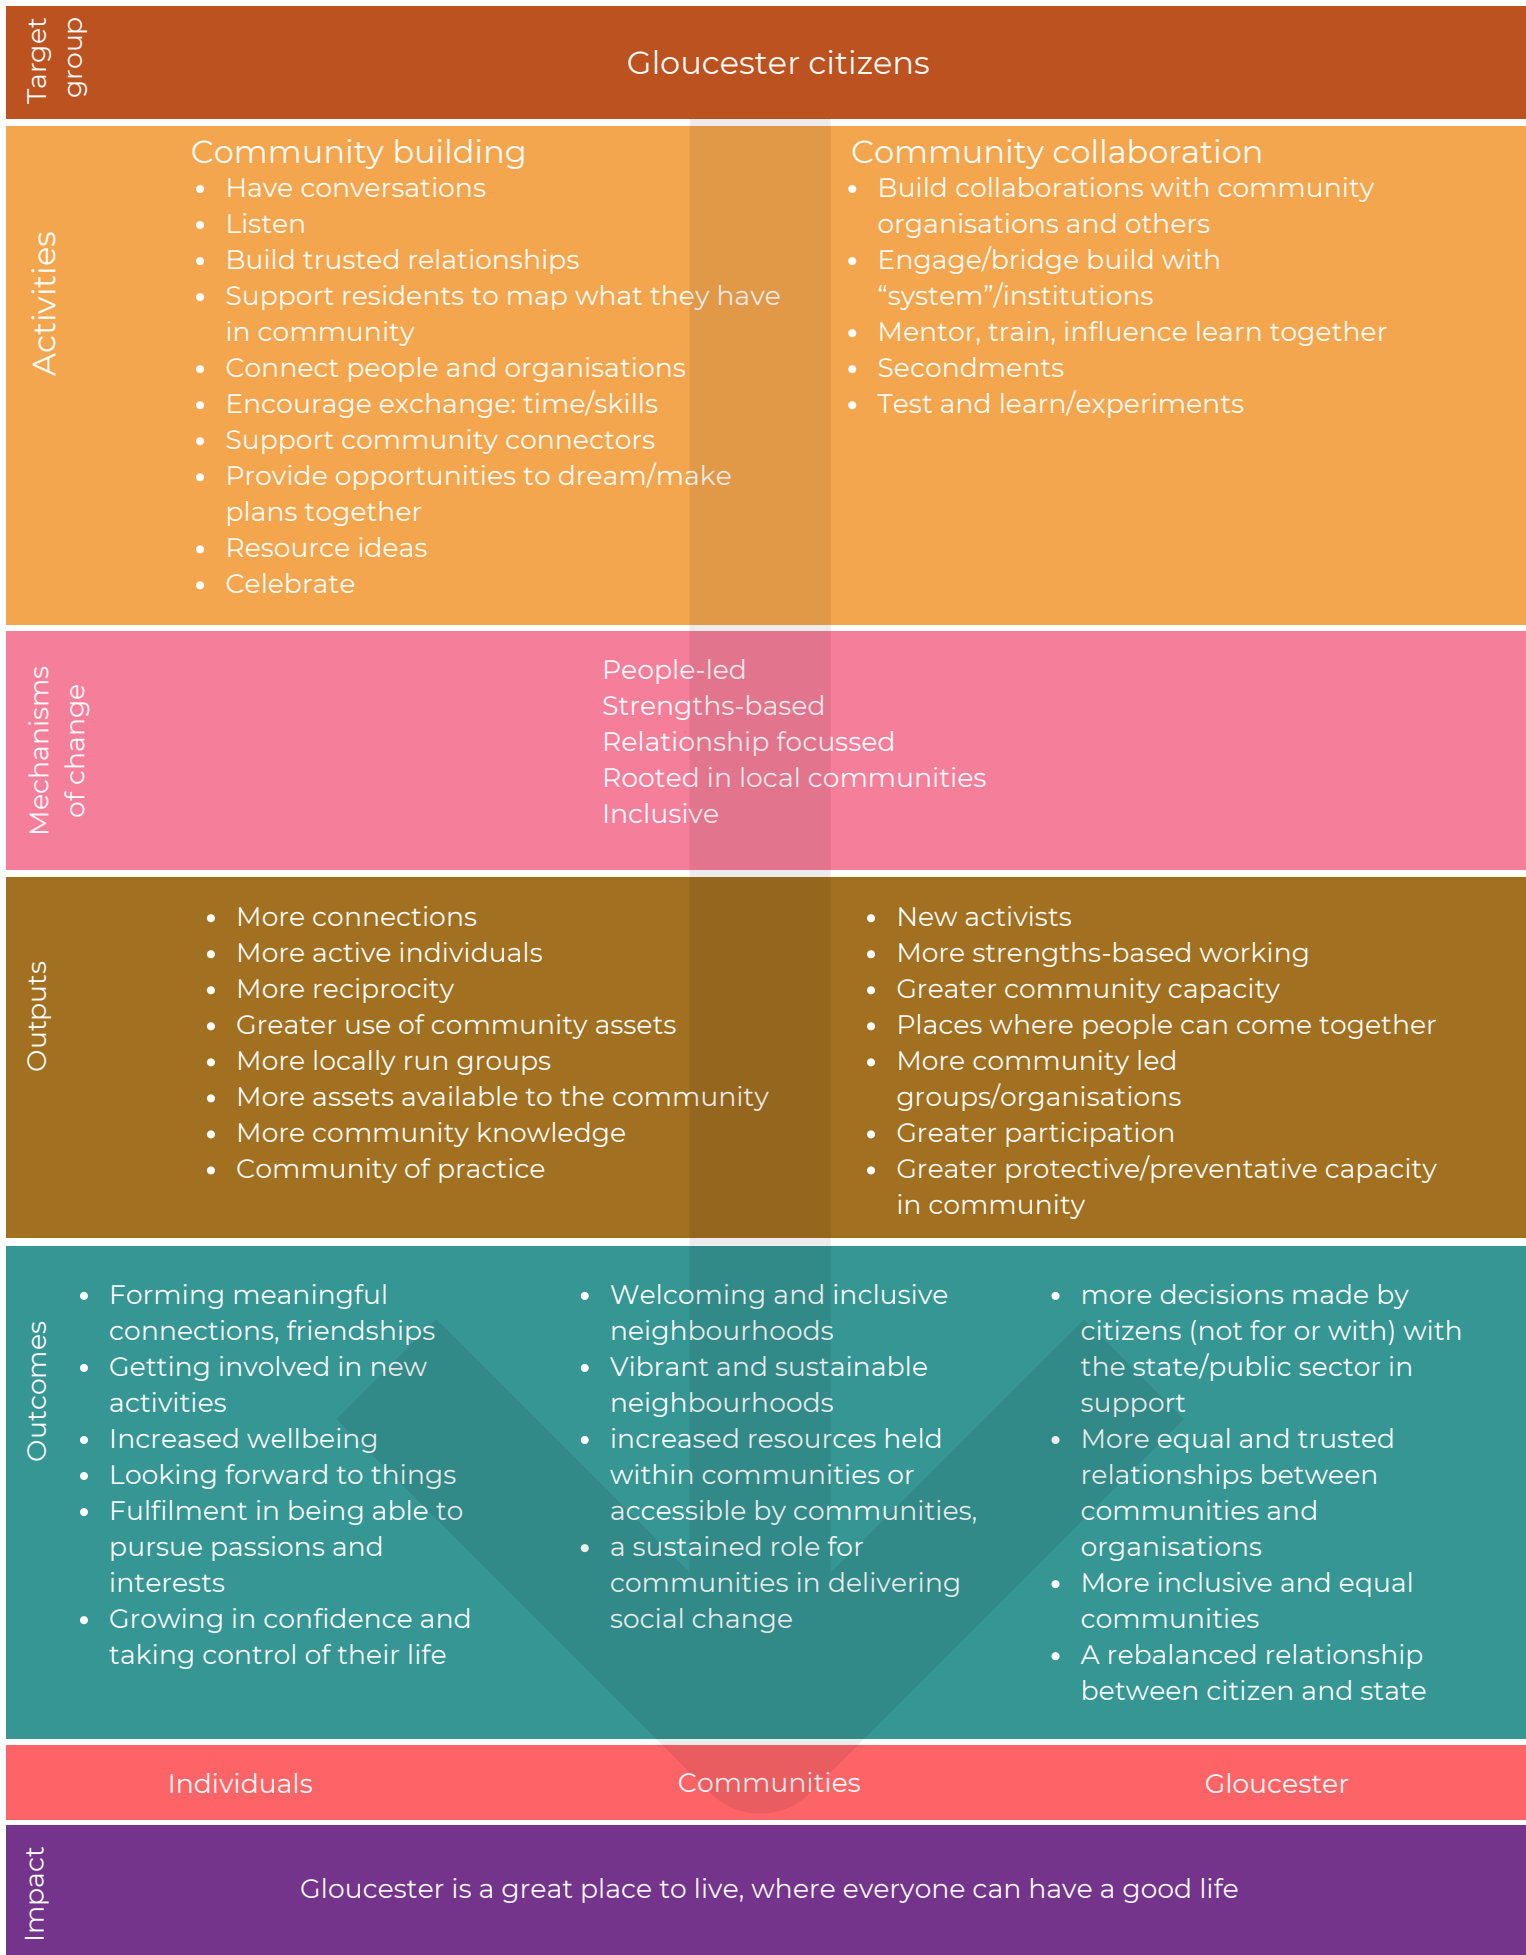 Target
group
Gloucester citizens
Activities
Community building
• Have conversations
• Listen
• Build trusted relationships
• Support residents to map what they have
in community
• Connect people and organisations
• Encourage exchange: time/skills
• Support community connectors
• Provide opportunities to dream/make
plans together
• Resource ideas
• Celebrate
Community collaboration
• Build collaborations with community
organisations and others
• Engage/bridge build with
“system”/institutions
• Mentor, train, influence learn together
• Secondments
• Test and learn/experiments
Mechanisms
of change
People-led
Strengths-based
Relationship focussed
Rooted in local communities
Inclusive
Outputs
• More connections
• More active individuals
• More reciprocity
• Greater use of community assets
• More locally run groups
• More assets available to the community
• More community knowledge
• Community of practice
• New activists
• More strengths-based working
• Greater community capacity
• Places where people can come together
• More community led
groups/organisations
• Greater participation
• Greater protective/preventative capacity
in community
Outcomes
• Forming meaningful
connections, friendships
• Getting involved in new
activities
• Increased wellbeing
• Looking forward to things
• Fulfilment in being able to
pursue passions and
interests
• Growing in confidence and
taking control of their life
• Welcoming and inclusive
neighbourhoods
• Vibrant and sustainable
neighbourhoods
• increased resources held
within communities or
accessible by communities,
• a sustained role for
communities in delivering
social change
• more decisions made by
citizens (not for or with) with
the state/public sector in
support
• More equal and trusted
relationships between
communities and
organisations
• More inclusive and equal
communities
• A rebalanced relationship
between citizen and state
Individuals
Communities
Gloucester
Impact
Gloucester is a great place to live, where everyone can have a good life